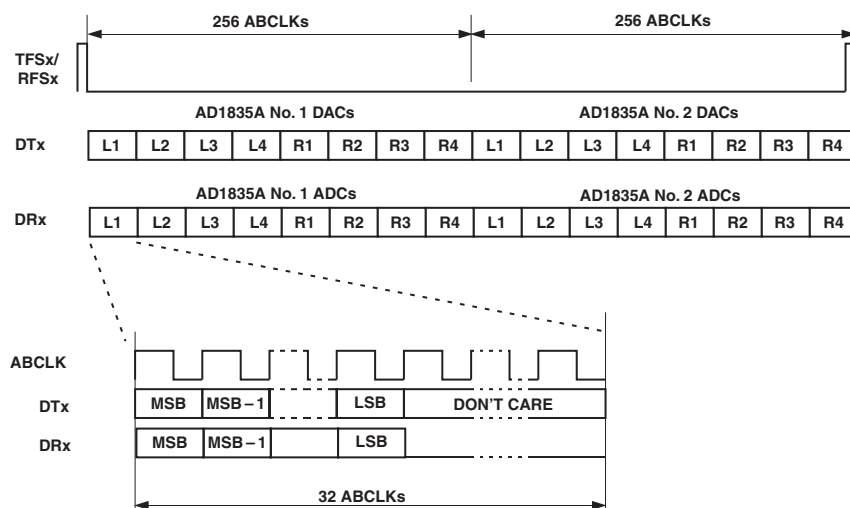 256 ABCLKs 256 ABCLKs
TFSx/
RFSx
AD1835A No. 1 DACs AD1835A No. 2 DACs
DTx L1 L2 L3 L4 R1 R2 R3 R4 L1 L2 L3 L4 R1 R2 R3 R4
AD1835A No. 1 ADCs AD1835A No. 2 ADCs
DRx L1 L2 L3 L4 R1 R2 R3 R4 L1 L2 L3 L4 R1 R2 R3 R4
ABCLK
DTx MSB MSB–1 LSB DON'T CARE
DRx MSB MSB–1 LSB
32 ABCLKs